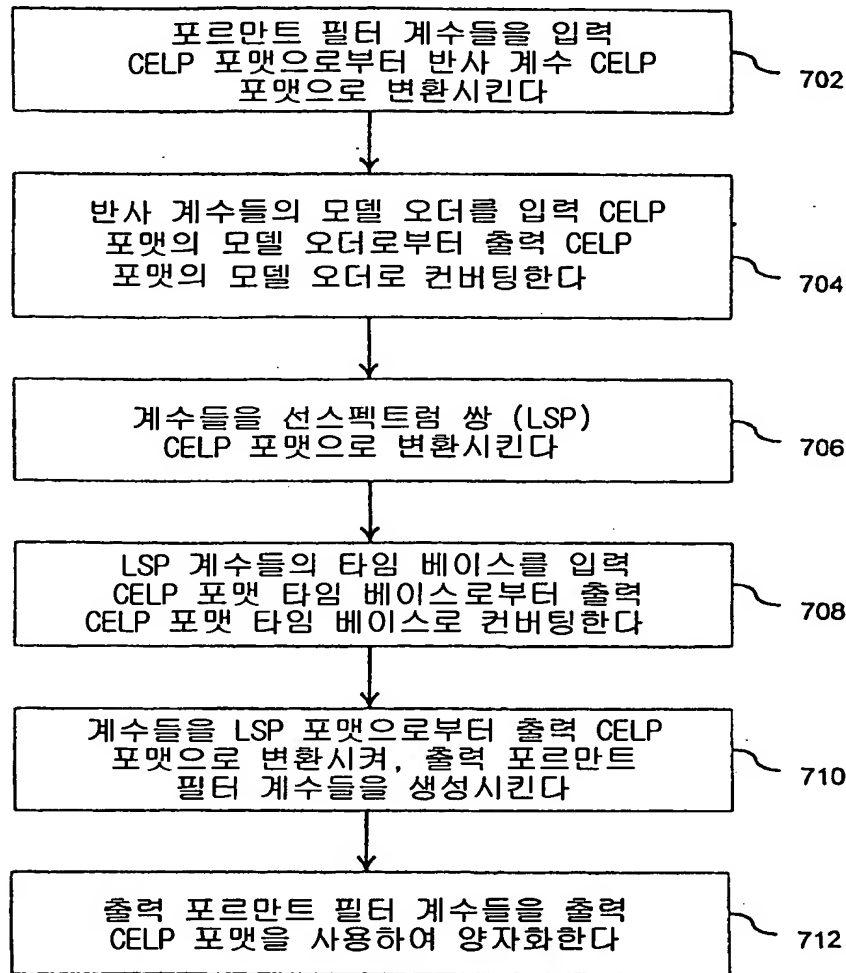 포르만트 필터 계수들을 입력
CELP 포맷으로부터 반사 계수 CELP
포맷으로 변환시킨다
702
반사 계수들의 모델 오더를 입력 CELP
포맷의 모델 오더로부터 출력 CELP
포맷의 모델 오더로 컨버팅한다
704
계수들을 선스펙트럼 쌍 (LSP)
CELP 포맷으로 변환시킨다
706
LSP 계수들의 타임 베이스를 입력
CELP 포맷 타임 베이스로부터 출력
CELP 포맷 타임 베이스로 컨버팅한다
708
계수들을 LSP 포맷으로부터 출력 CELP
포맷으로 변환시켜, 출력 포르만트
필터 계수들을 생성시킨다
710
출력 포르만트 필터 계수들을 출력
CELP 포맷을 사용하여 양자화한다
712